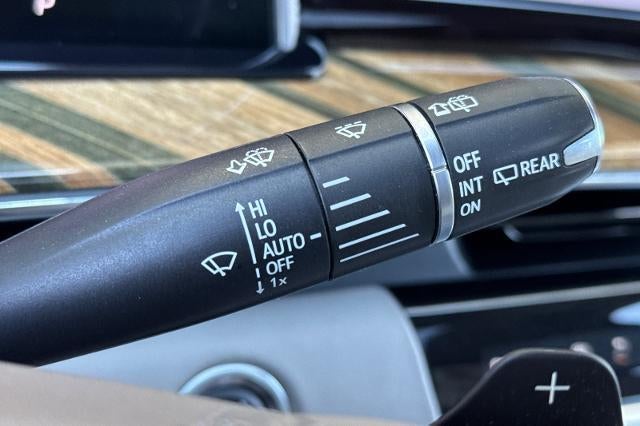 HI
LO
AUTO
OFF
1x
OFF
INT
ON
REAR
+